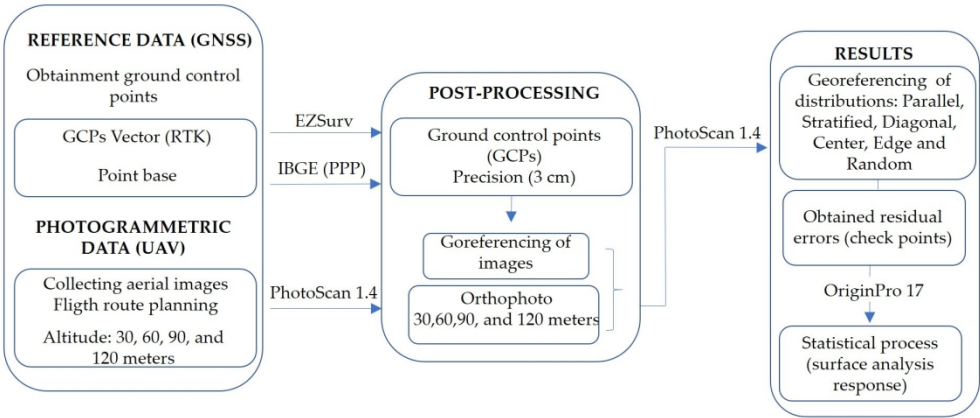 REFERENCE DATA (GNSS)
Obtainment ground control
points
GCPs Vector (RTK)
Point base
PHOTOGRAMMETRIC
DATA (UAV)
Collecting aerial images
Fligth route planning
Altitude: 30, 60, 90, and
120 meters
EZSurv
IBGE (PPP)
PhotoScan 1.4
POST-PROCESSING
Ground control points
(GCPs)
Precision (3 cm)
Goreferencing of
images
Orthophoto
30,60,90, and 120 meters
PhotoScan 1.4
RESULTS
Georeferencing of
distributions: Parallel,
Stratified, Diagonal,
Center, Edge and
Random
Obtained residual
errors (check points)
OriginPro 17
Statistical process
(surface analysis
response)